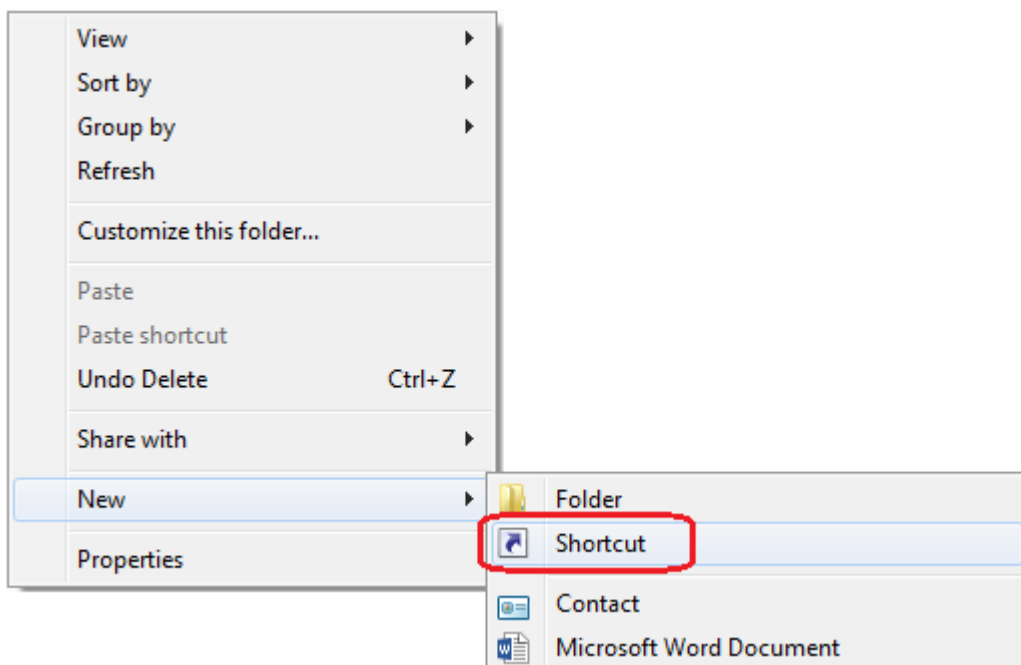 View
Sort by
Group by
Refresh
Customize this folder...
Paste
Paste shortcut
Undo Delete Ctrl+Z
Share with
New
Properties
Folder
Shortcut
Contact
Microsoft Word Document